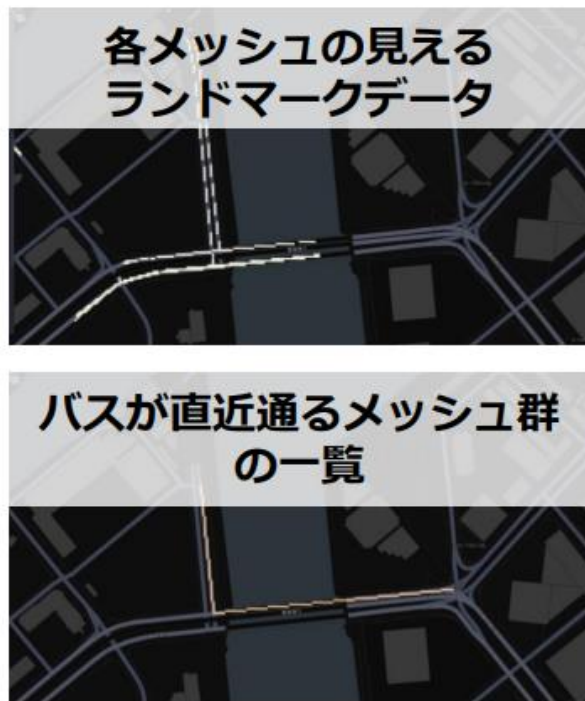 各メッシュの見える
ランドマークデータ
バスが直近通るメッシュ群
の一覧